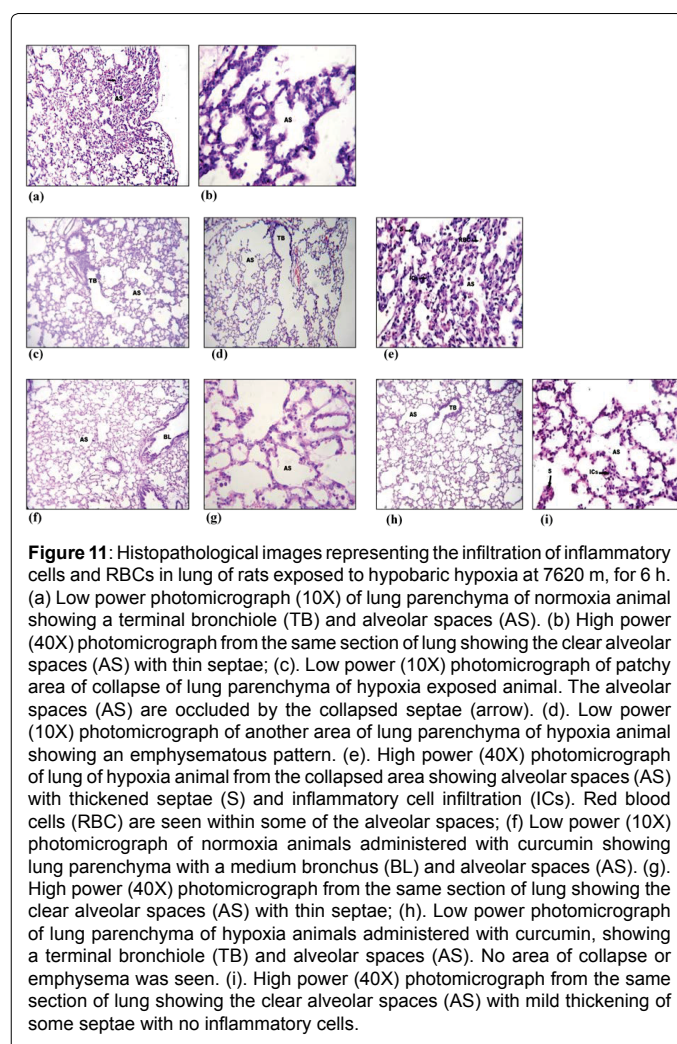 AS
AS
(a)
(b)
TB
AS
TB
AS
RBC
ICs
AS
(c)
(d)
(e)
AS
BL
AS
AS
TB
AS
S
ICs
(f)
(g)
(h)
(i)
Figure 11: Histopathological images representing the infiltration of inflammatory
cells and RBCs in lung of rats exposed to hypobaric hypoxia at 7620 m, for 6 h.
(a) Low power photomicrograph (10X) of lung parenchyma of normoxia animal
showing a terminal bronchiole (TB) and alveolar spaces (AS). (b) High power
(40X) photomicrograph from the same section of lung showing the clear alveolar
spaces (AS) with thin septae; (c). Low power (10X) photomicrograph of patchy
area of collapse of lung parenchyma of hypoxia exposed animal. The alveolar
spaces (AS) are occluded by the collapsed septae (arrow). (d). Low power
(10X) photomicrograph of another area of lung parenchyma of hypoxia animal
showing an emphysematous pattern. (e). High power (40X) photomicrograph
of lung of hypoxia animal from the collapsed area showing alveolar spaces (AS)
with thickened septae (S) and inflammatory cell infiltration (ICs). Red blood
cells (RBC) are seen within some of the alveolar spaces; (f) Low power (10X)
photomicrograph of normoxia animals administered with curcumin showing
lung parenchyma with a medium bronchus (BL) and alveolar spaces (AS). (g).
High power (40X) photomicrograph from the same section of lung showing the
clear alveolar spaces (AS) with thin septae; (h). Low power photomicrograph
of lung parenchyma of hypoxia animals administered with curcumin, showing
a terminal bronchiole (TB) and alveolar spaces (AS). No area of collapse or
emphysema was seen. (i). High power (40X) photomicrograph from the same
section of lung showing the clear alveolar spaces (AS) with mild thickening of
some septae with no inflammatory cells.